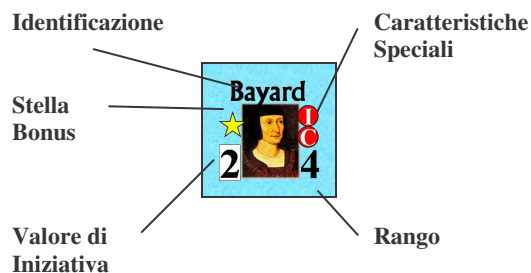 Identificazione
Caratteristiche
Speciali
Bayard
Stella
Bonus
I
C
2
4
Valore di
Iniziativa
Rango